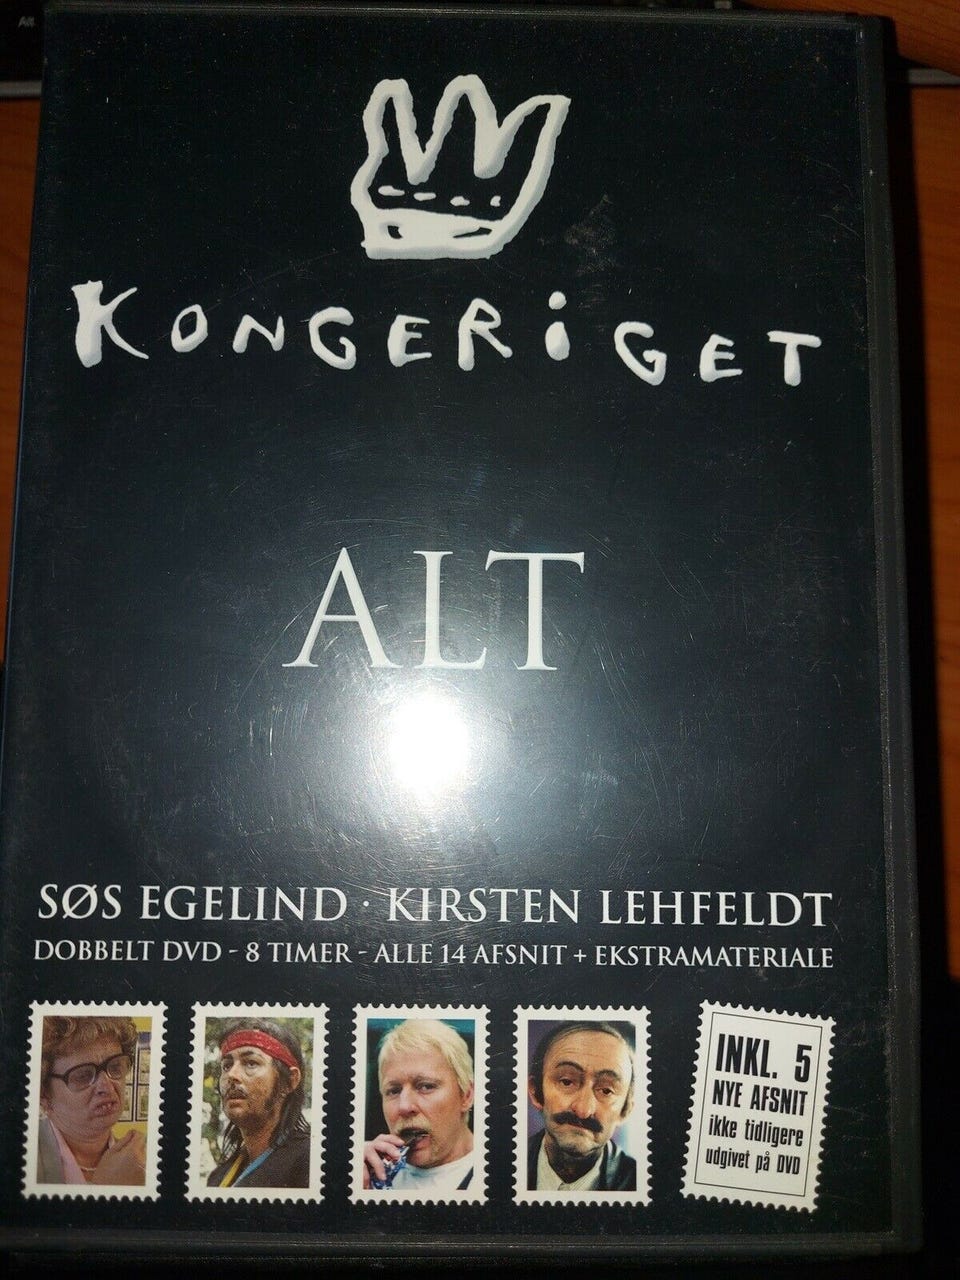 KONGERiGET
ALT
SØS EGELIND · KIRSTEN LEHFELDT
DOBBELT DVD - 8 TIMER - ALLE 14 AFSNIT + EKSTRAMATERIALE
INKL. 5
NYE AFSNIT
ikke tidligere
udgivet på DVD